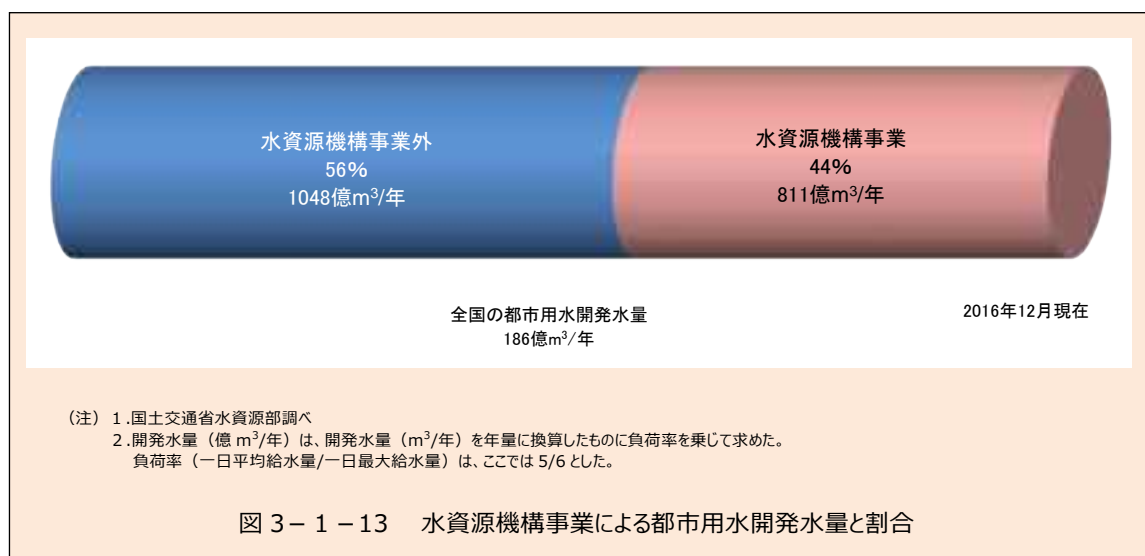 水資源機構事業外
56%
1048億m³/年
水資源機構事業
44%
811億m³/年
全国の都市用水開発水量
186億m³/年
2016年12月現在
（注）１.国土交通省水資源部調べ
２.開発水量（億 m³/年）は、開発水量（m³/年）を年量に換算したものに負荷率を乗じて求めた。
負荷率（一日平均給水量/一日最大給水量）は、ここでは 5/6 とした。
図３−１−13　水資源機構事業による都市用水開発水量と割合